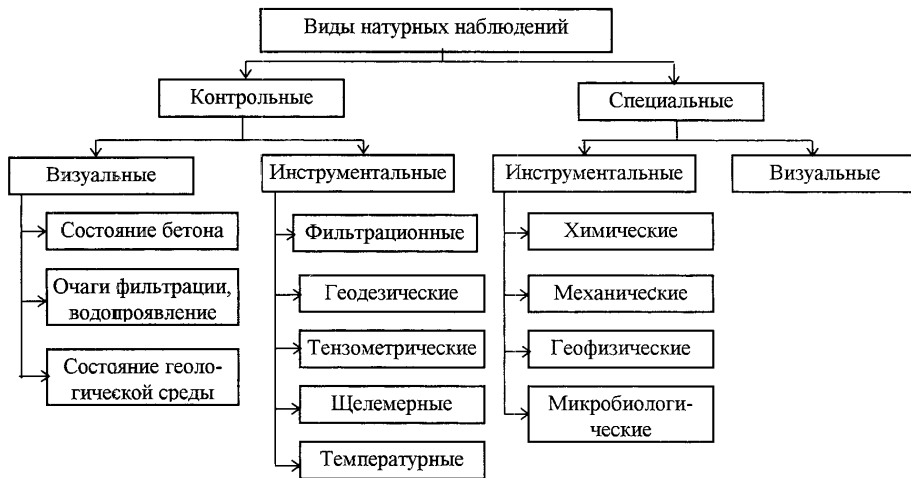 Виды натурных наблюдений
Контрольные
Специальные
Визуальные
Инструментальные
Инструментальные
Визуальные
Состояние бетона
Очаги фильтрации,
водопроявление
Состояние геоло-
гической среды
Фильтрационные
Геодезические
Тензометрические
Щелемерные
Температурные
Химические
Механические
Геофизические
Микробиологи-
ческие